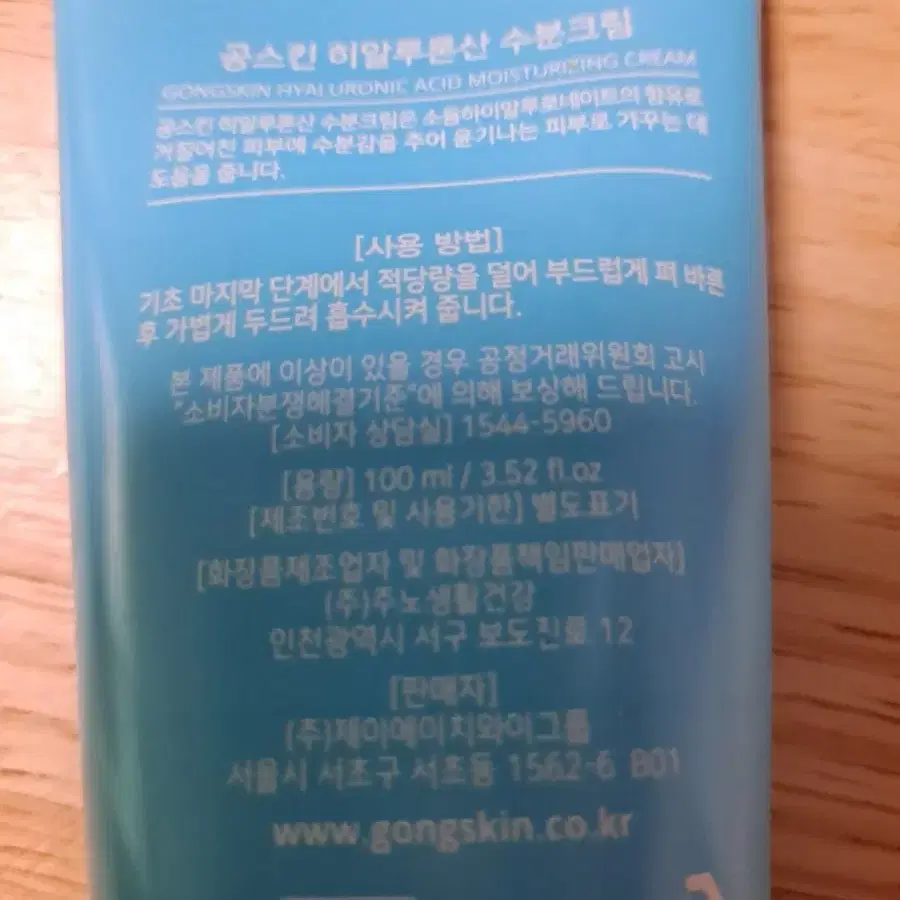 공스킨 히알루론산 수분크림
GONGSKIN HYALURONIC ACID MOISTURIZING CREAM
공스킨 히알루론산 수분크림은 소듐하이알루로네이트의 함유로
거칠어진 피부에 수분감을 주어 윤기나는 피부로 가꾸는 데
도움을 줍니다.
[사용 방법]
기초 마지막 단계에서 적당량을 덜어 부드럽게 펴 바른
후 가볍게 두드려 흡수시켜 줍니다.
본 제품에 이상이 있을 경우 공정거래위원회 고시
"소비자분쟁해결기준"에 의해 보상해 드립니다.
[소비자 상담실] 1544-5960
[용량] 100 ml / 3.52 fl.oz
[제조번호 및 사용기한] 별도표기
[화장품제조업자 및 화장품책임판매업자]
(주)주노생활건강
인천광역시 서구 보도진로 12
[판매자]
(주)제이에이치와이그룹
서울시 서초구 서초동 1562-6 B01
www.gongskin.co.kr